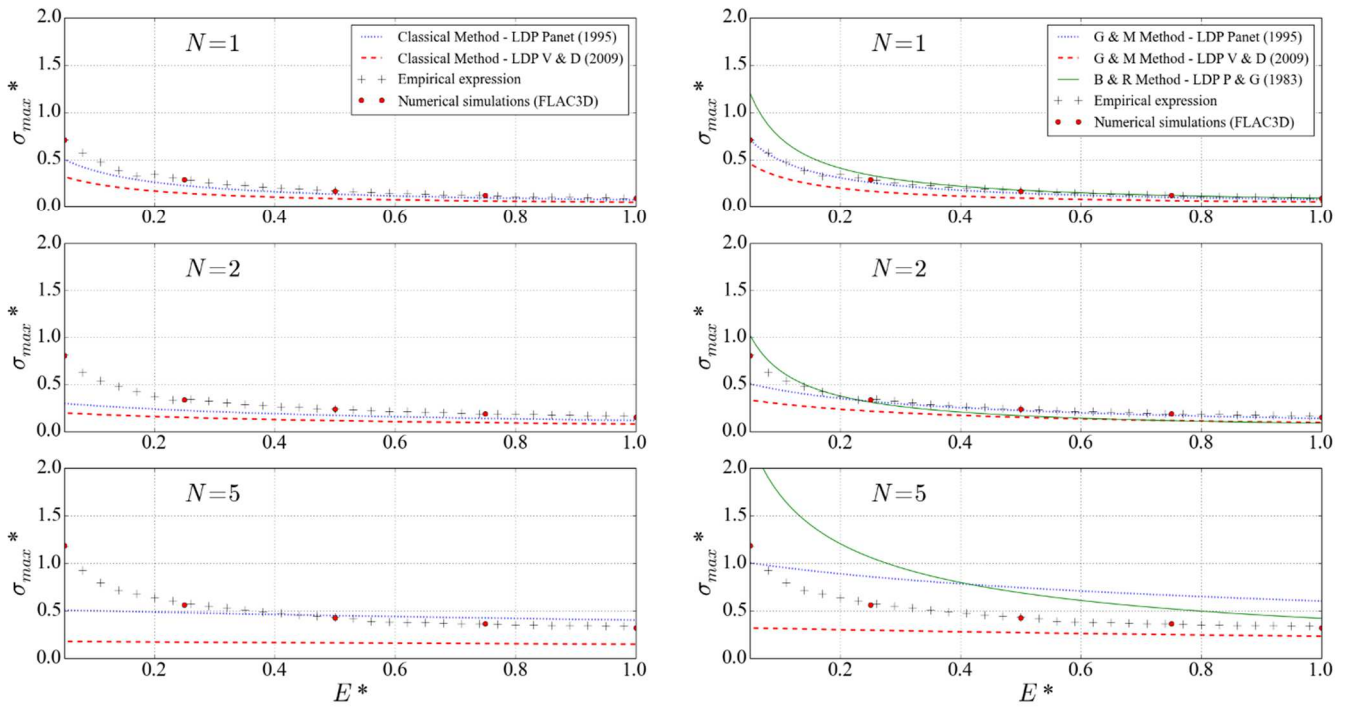 2.0
1.5
1.0
0.5
0.0
σmax*
N=1
Classical Method - LDP Panet (1995)
Classical Method - LDP V & D (2009)
Empirical expression
Numerical simulations (FLAC3D)
0.2 0.4 0.6 0.8 1.0
2.0
1.5
1.0
0.5
0.0
σmax*
N=2
0.2 0.4 0.6 0.8 1.0
2.0
1.5
1.0
0.5
0.0
σmax*
N=5
0.2 0.4 0.6 0.8 1.0
E*
2.0
1.5
1.0
0.5
0.0
σmax*
N=1
G & M Method - LDP Panet (1995)
G & M Method - LDP V & D (2009)
B & R Method - LDP P & G (1983)
Empirical expression
Numerical simulations (FLAC3D)
0.2 0.4 0.6 0.8 1.0
2.0
1.5
1.0
0.5
0.0
σmax*
N=2
0.2 0.4 0.6 0.8 1.0
2.0
1.5
1.0
0.5
0.0
σmax*
N=5
0.2 0.4 0.6 0.8 1.0
E*